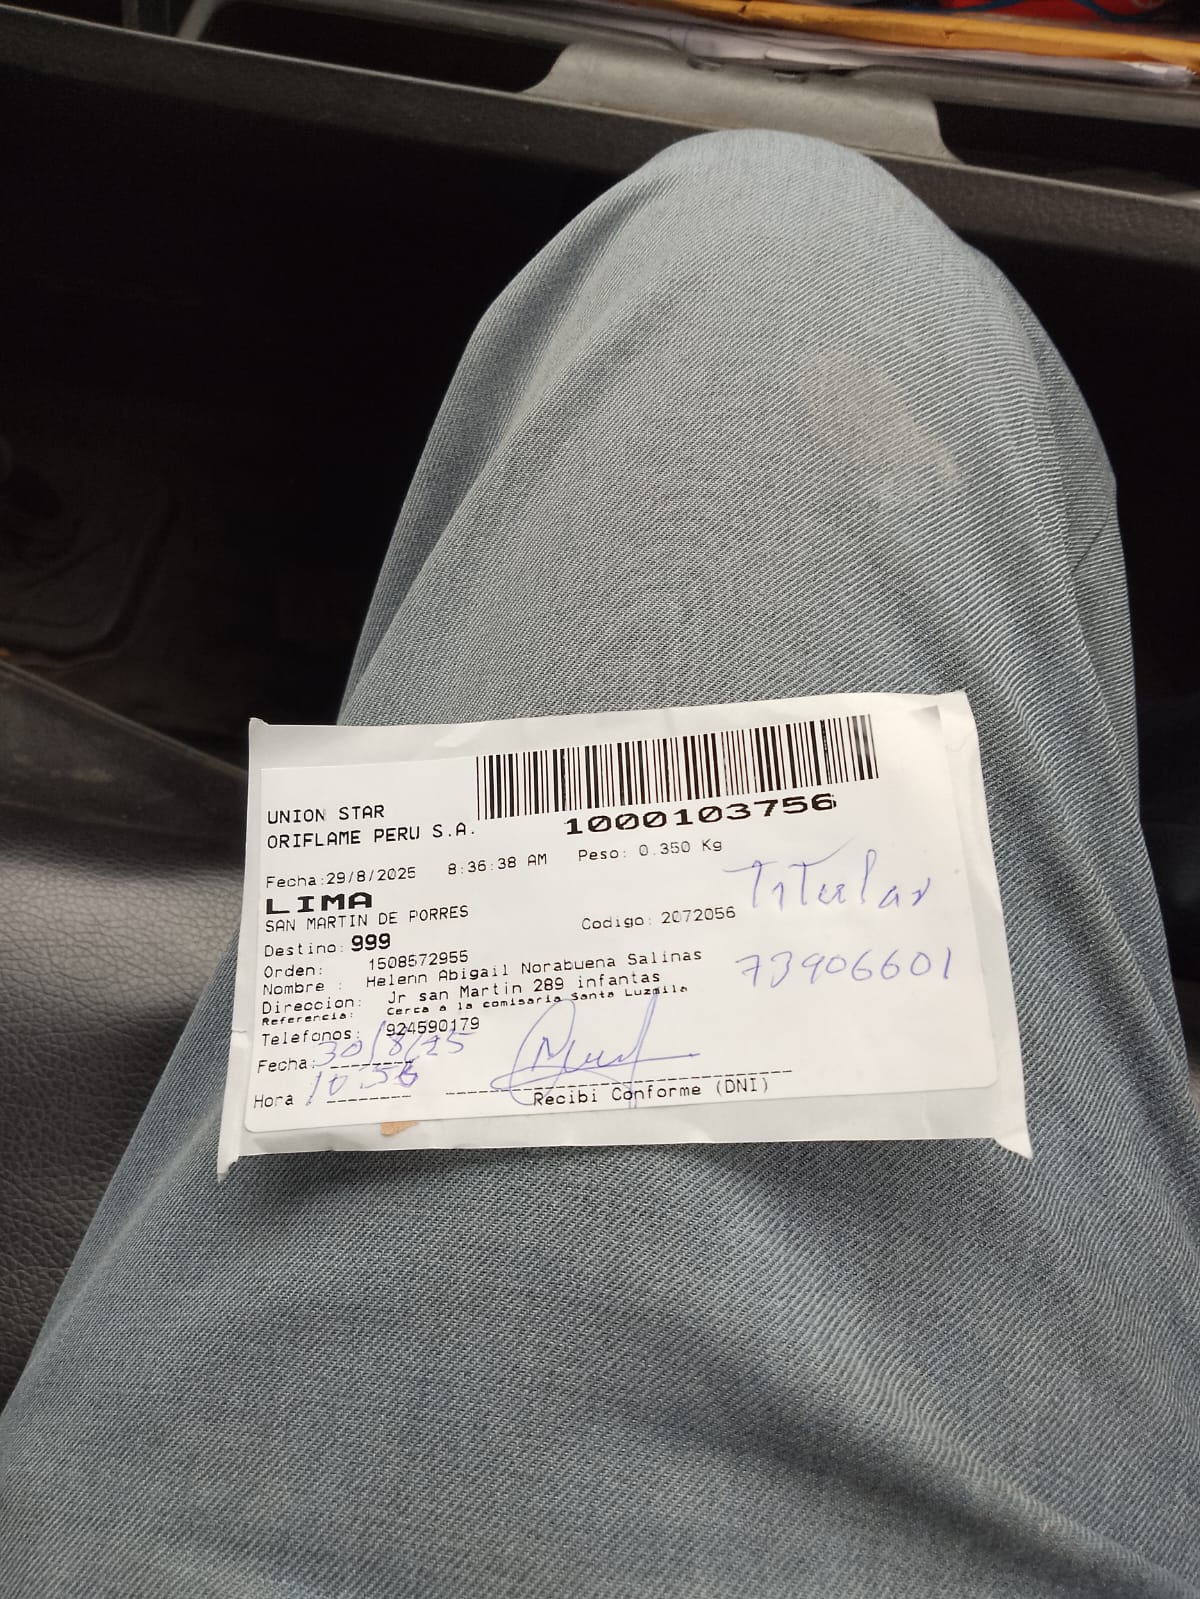 UNION STAR
ORIFLAME PERU S.A.
1000103756
Fecha:29/8/2025 8:36:38 AM Peso: 0.350 Kg
LIMA
SAN MARTIN DE PORRES
Codigo: 2072056
Titular
Destino: 999
Orden: 1508572955
Nombre : Helenn Abigail Norabuena Salinas
73906601
Direccion: Jr san Martin 289 infantas
Referencia: Cerca a la comisaria Santa Luzmila
Telefonos: 924590179
Fecha: 30/8/25
Hora 10:56
Recibi Conforme (DNI)